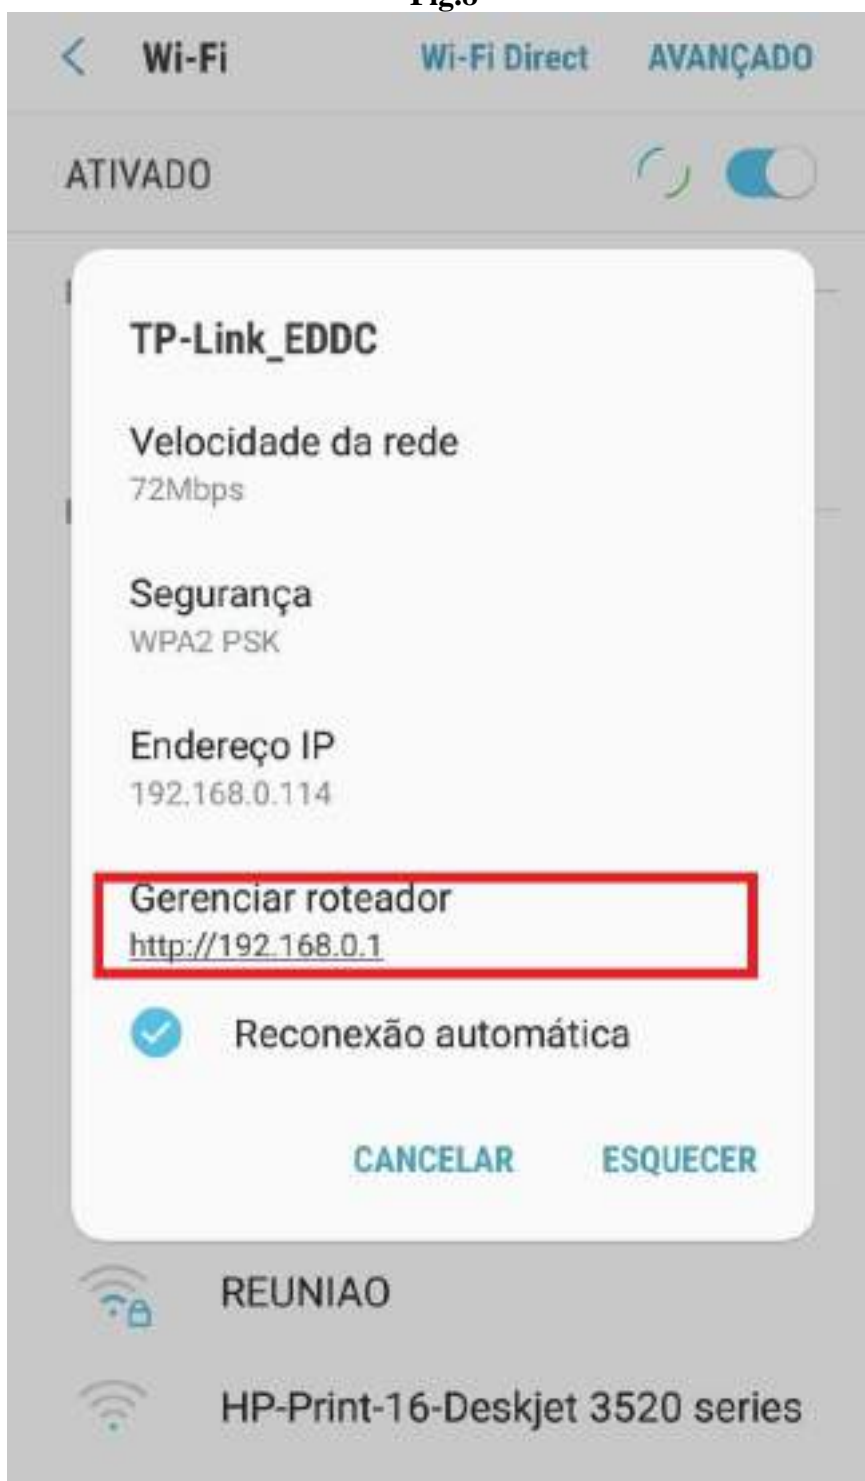 Fig.8
Wi-Fi Wi-Fi Direct AVANÇADO
ATIVADO
TP-Link_EDDC
Velocidade da rede
72Mbps
Segurança
WPA2 PSK
Endereço IP
192.168.0.114
Gerenciar roteador
http://192.168.0.1
Reconexão automática
CANCELAR ESQUECER
REUNIAO
HP-Print-16-Deskjet 3520 series